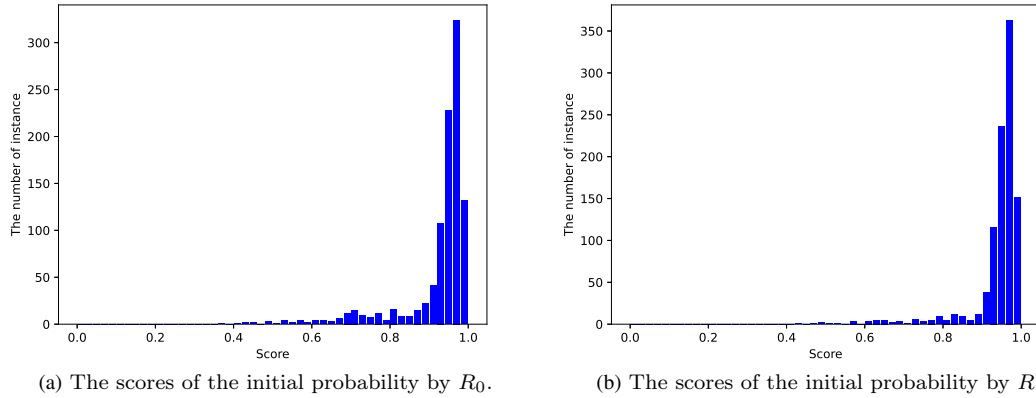 300
250
200
150
100
50
0
The number of instance
0.0 0.2 0.4 0.6 0.8 1.0
Score
(a) The scores of the initial probability by R₀.
350
300
250
200
150
100
50
0
The number of instance
0.0 0.2 0.4 0.6 0.8 1.0
Score
(b) The scores of the initial probability by R